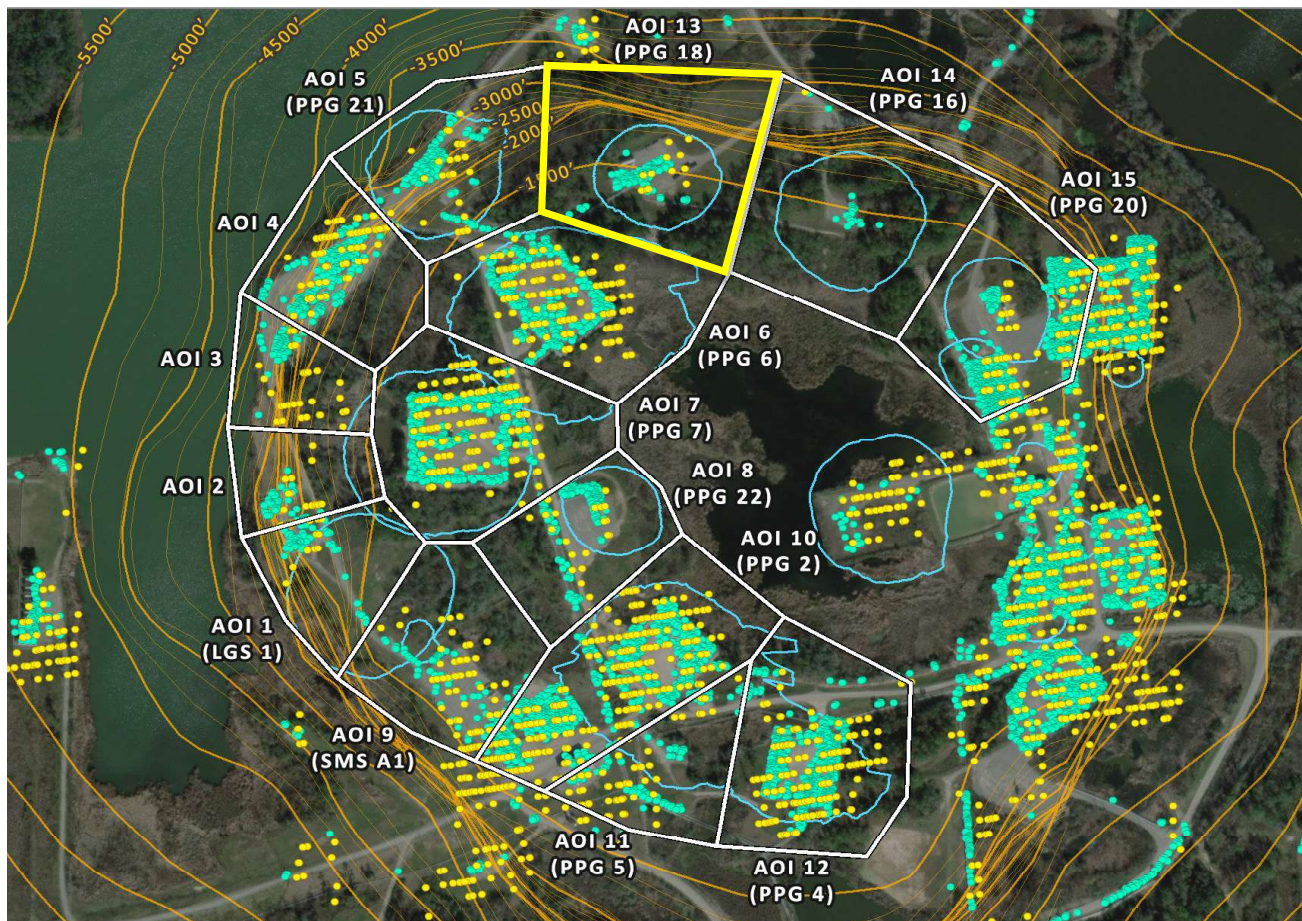 -5500'
-5000'
-4500'
-4000'
-3500'
AOI 13
(PPG 18)
AOI 5
(PPG 21)
AOI 14
(PPG 16)
-3000'
-2500'
-2000'
-1500'
AOI 15
(PPG 20)
AOI 4
AOI 3
AOI 6
(PPG 6)
AOI 7
(PPG 7)
AOI 8
(PPG 22)
AOI 2
AOI 10
(PPG 2)
AOI 1
(LGS 1)
AOI 9
(SMS A1)
AOI 11
(PPG 5)
AOI 12
(PPG 4)